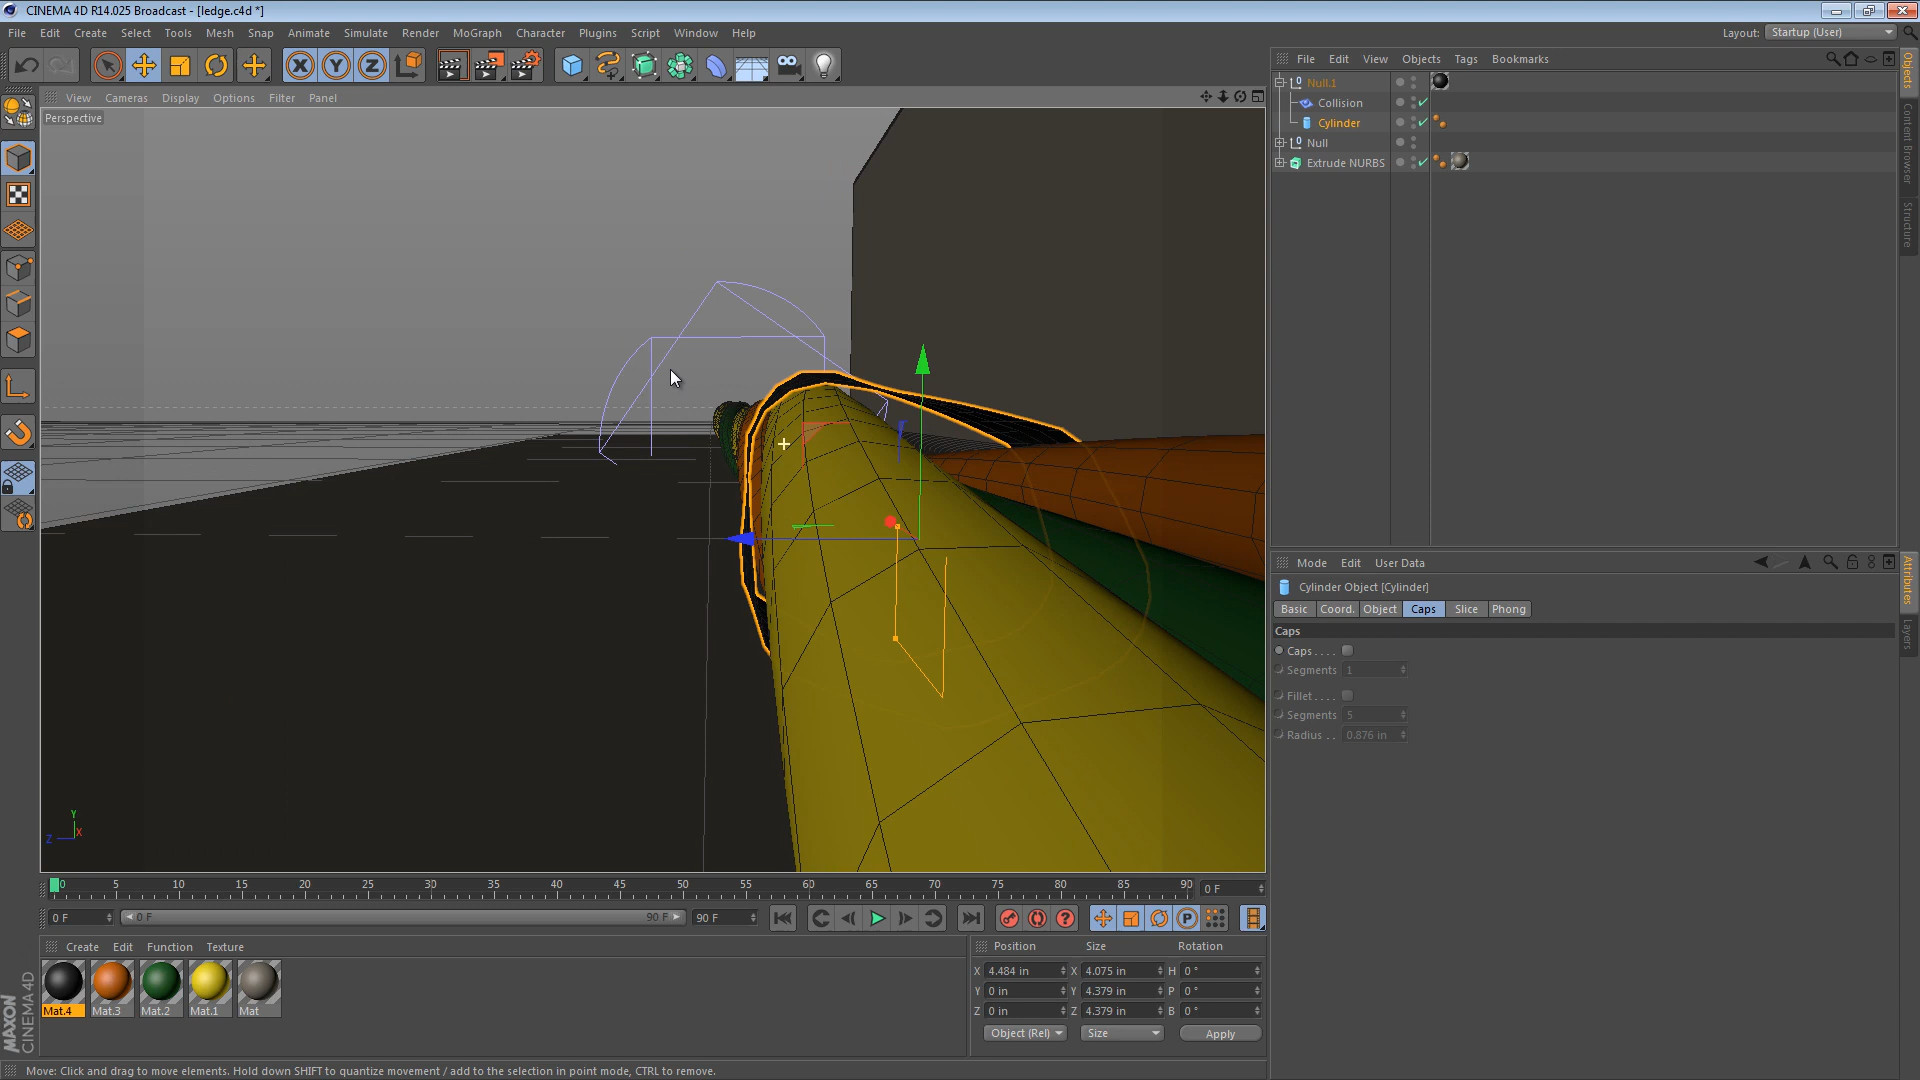 CINEMA 4D R14.025 Broadcast - [ledge.c4d *]
File Edit Create Select Tools Mesh Snap Animate Simulate Render MoGraph Character Plugins Script Window Help
Layout: Startup (User)
View Cameras Display Options Filter Panel
Perspective
File Edit View Objects Tags Bookmarks
Null.1
Collision
Cylinder
Null
Extrude NURBS
Objects
Content Browser
Structure
Mode Edit User Data
Cylinder Object [Cylinder]
Basic Coord. Object Caps Slice Phong
Caps
Caps . . . .
Segments 1
Fillet . . . .
Segments 5
Radius . . 0.876 in
Attributes
Layers
Y
Z X
0 5 10 15 20 25 30 35 40 45 50 55 60 65 70 75 80 85 90 0 F
0 F 0 F 90 F 90 F
Create Edit Function Texture
Mat.4 Mat.3 Mat.2 Mat.1 Mat
Position Size Rotation
X 4.484 in X 4.075 in H 0 °
Y 0 in Y 4.379 in P 0 °
Z 0 in Z 4.379 in B 0 °
Object (Rel) Size Apply
MAXON
CINEMA 4D
Move: Click and drag to move elements. Hold down SHIFT to quantize movement / add to the selection in point mode, CTRL to remove.